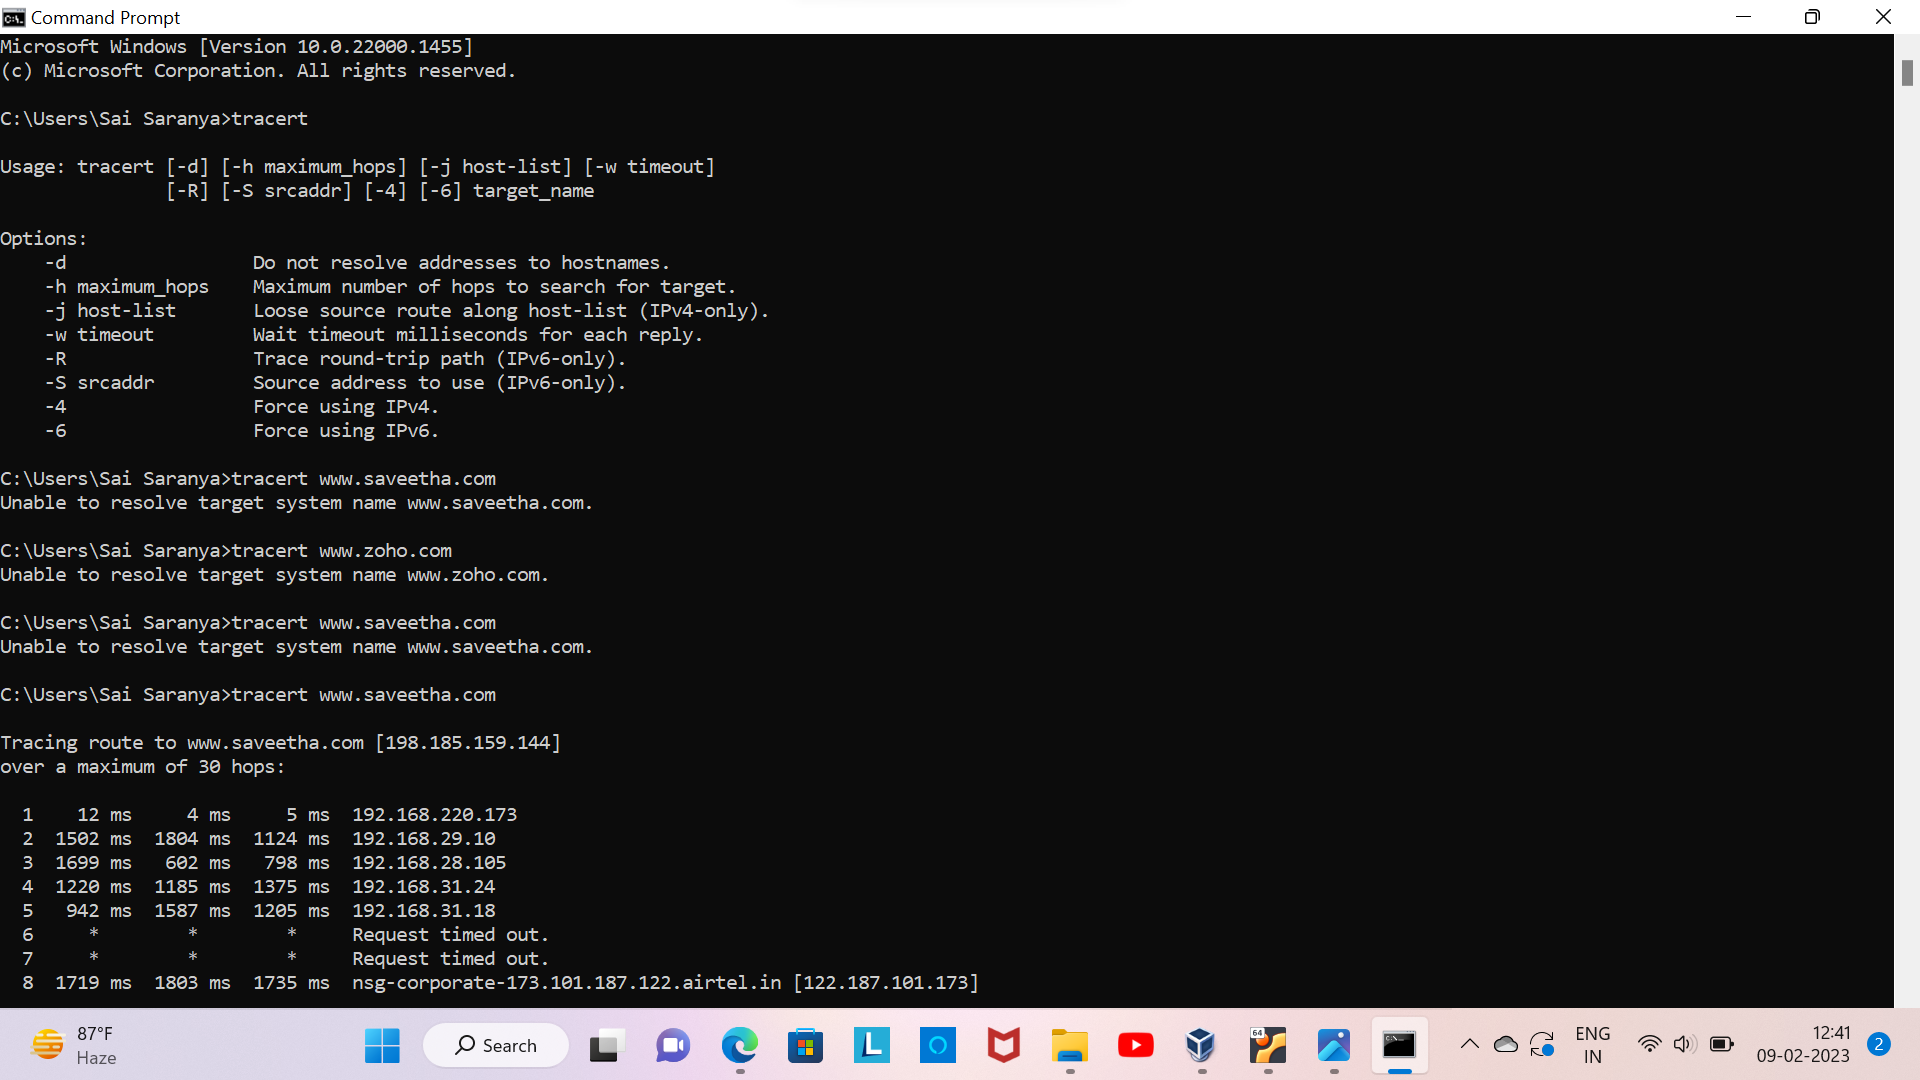 Command Prompt
Microsoft Windows [Version 10.0.22000.1455]
(c) Microsoft Corporation. All rights reserved.
C:\Users\Sai Saranya>tracert
Usage: tracert [-d] [-h maximum_hops] [-j host-list] [-w timeout]
               [-R] [-S srcaddr] [-4] [-6] target_name
Options:
    -d                 Do not resolve addresses to hostnames.
    -h maximum_hops    Maximum number of hops to search for target.
    -j host-list       Loose source route along host-list (IPv4-only).
    -w timeout         Wait timeout milliseconds for each reply.
    -R                 Trace round-trip path (IPv6-only).
    -S srcaddr         Source address to use (IPv6-only).
    -4                 Force using IPv4.
    -6                 Force using IPv6.
C:\Users\Sai Saranya>tracert www.saveetha.com
Unable to resolve target system name www.saveetha.com.
C:\Users\Sai Saranya>tracert www.zoho.com
Unable to resolve target system name www.zoho.com.
C:\Users\Sai Saranya>tracert www.saveetha.com
Unable to resolve target system name www.saveetha.com.
C:\Users\Sai Saranya>tracert www.saveetha.com
Tracing route to www.saveetha.com [198.185.159.144]
over a maximum of 30 hops:
  1    12 ms     4 ms     5 ms  192.168.220.173
  2  1502 ms  1804 ms  1124 ms  192.168.29.10
  3  1699 ms   602 ms   798 ms  192.168.28.105
  4  1220 ms  1185 ms  1375 ms  192.168.31.24
  5   942 ms  1587 ms  1205 ms  192.168.31.18
  6     *        *        *     Request timed out.
  7     *        *        *     Request timed out.
  8  1719 ms  1803 ms  1735 ms  nsg-corporate-173.101.187.122.airtel.in [122.187.101.173]
87°F
Haze
Search
L
64
ENG
IN
12:41
09-02-2023
2